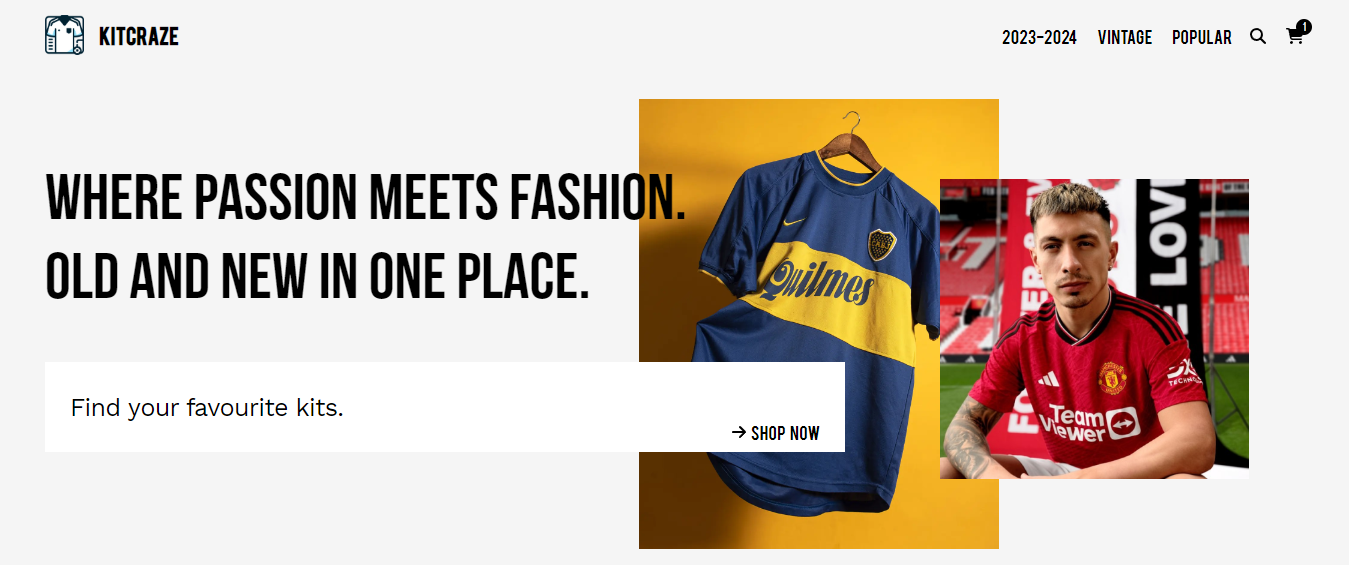 KITCRAZE
2023-2024
VINTAGE
POPULAR
1
WHERE PASSION MEETS FASHION.
OLD AND NEW IN ONE PLACE.
Find your favourite kits.
→ SHOP NOW
Quilmes
LOVE
Team
Viewer